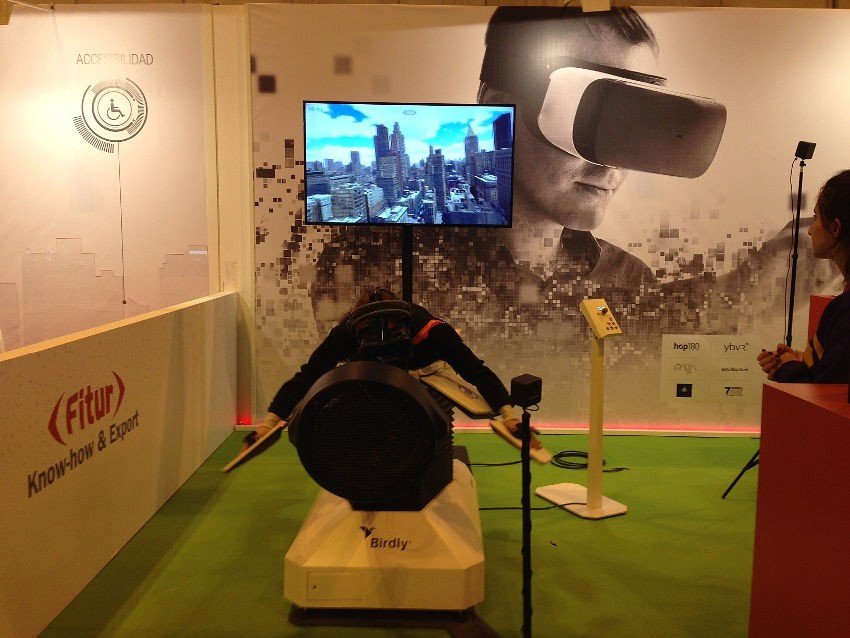 ACCESIBILIDAD
hop180
ybvr
Fitur
Know-how & Export
Birdly